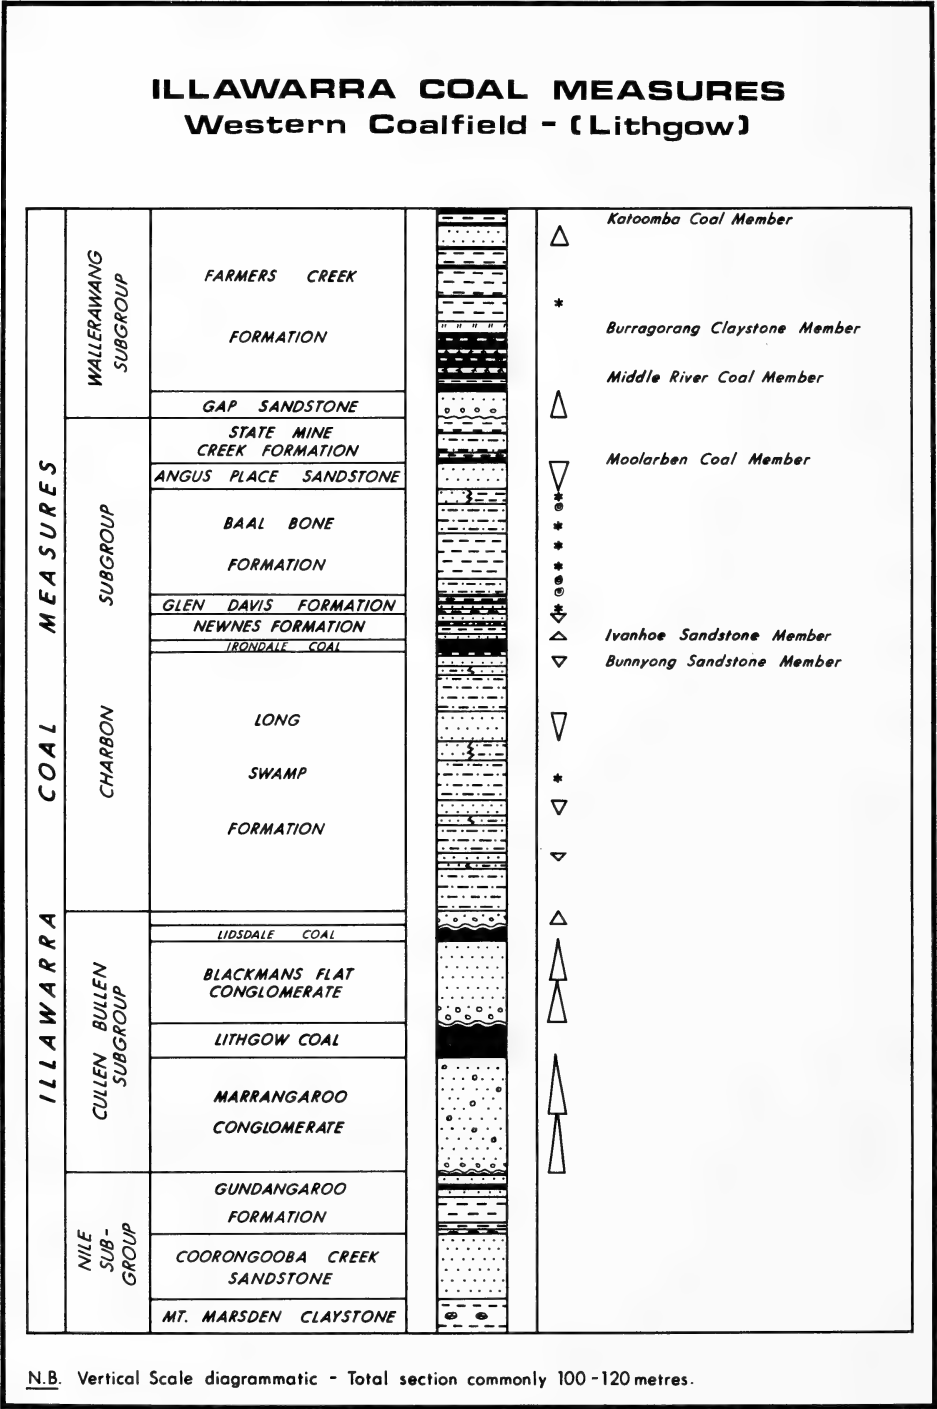 ILLAWARRA COAL MEASURES
Western Coalfield - (Lithgow)
ILLAWARRA COAL MEASURES
WALLERAWANG
SUBGROUP
FARMERS CREEK
FORMATION
GAP SANDSTONE
CHARBON SUBGROUP
STATE MINE
CREEK FORMATION
ANGUS PLACE SANDSTONE
BAAL BONE
FORMATION
GLEN DAVIS FORMATION
NEWNES FORMATION
IRONDALE COAL
LONG
SWAMP
FORMATION
CULLEN BULLEN
SUBGROUP
LIDSDALE COAL
BLACKMANS FLAT
CONGLOMERATE
LITHGOW COAL
MARRANGAROO
CONGLOMERATE
NILE
SUB-
GROUP
GUNDANGAROO
FORMATION
COORONGOOBA CREEK
SANDSTONE
MT. MARSDEN CLAYSTONE
Katoomba Coal Member
Burragorang Claystone Member
Middle River Coal Member
Moolarben Coal Member
Ivanhoe Sandstone Member
Bunnyong Sandstone Member
N.B. Vertical Scale diagrammatic - Total section commonly 100-120 metres.